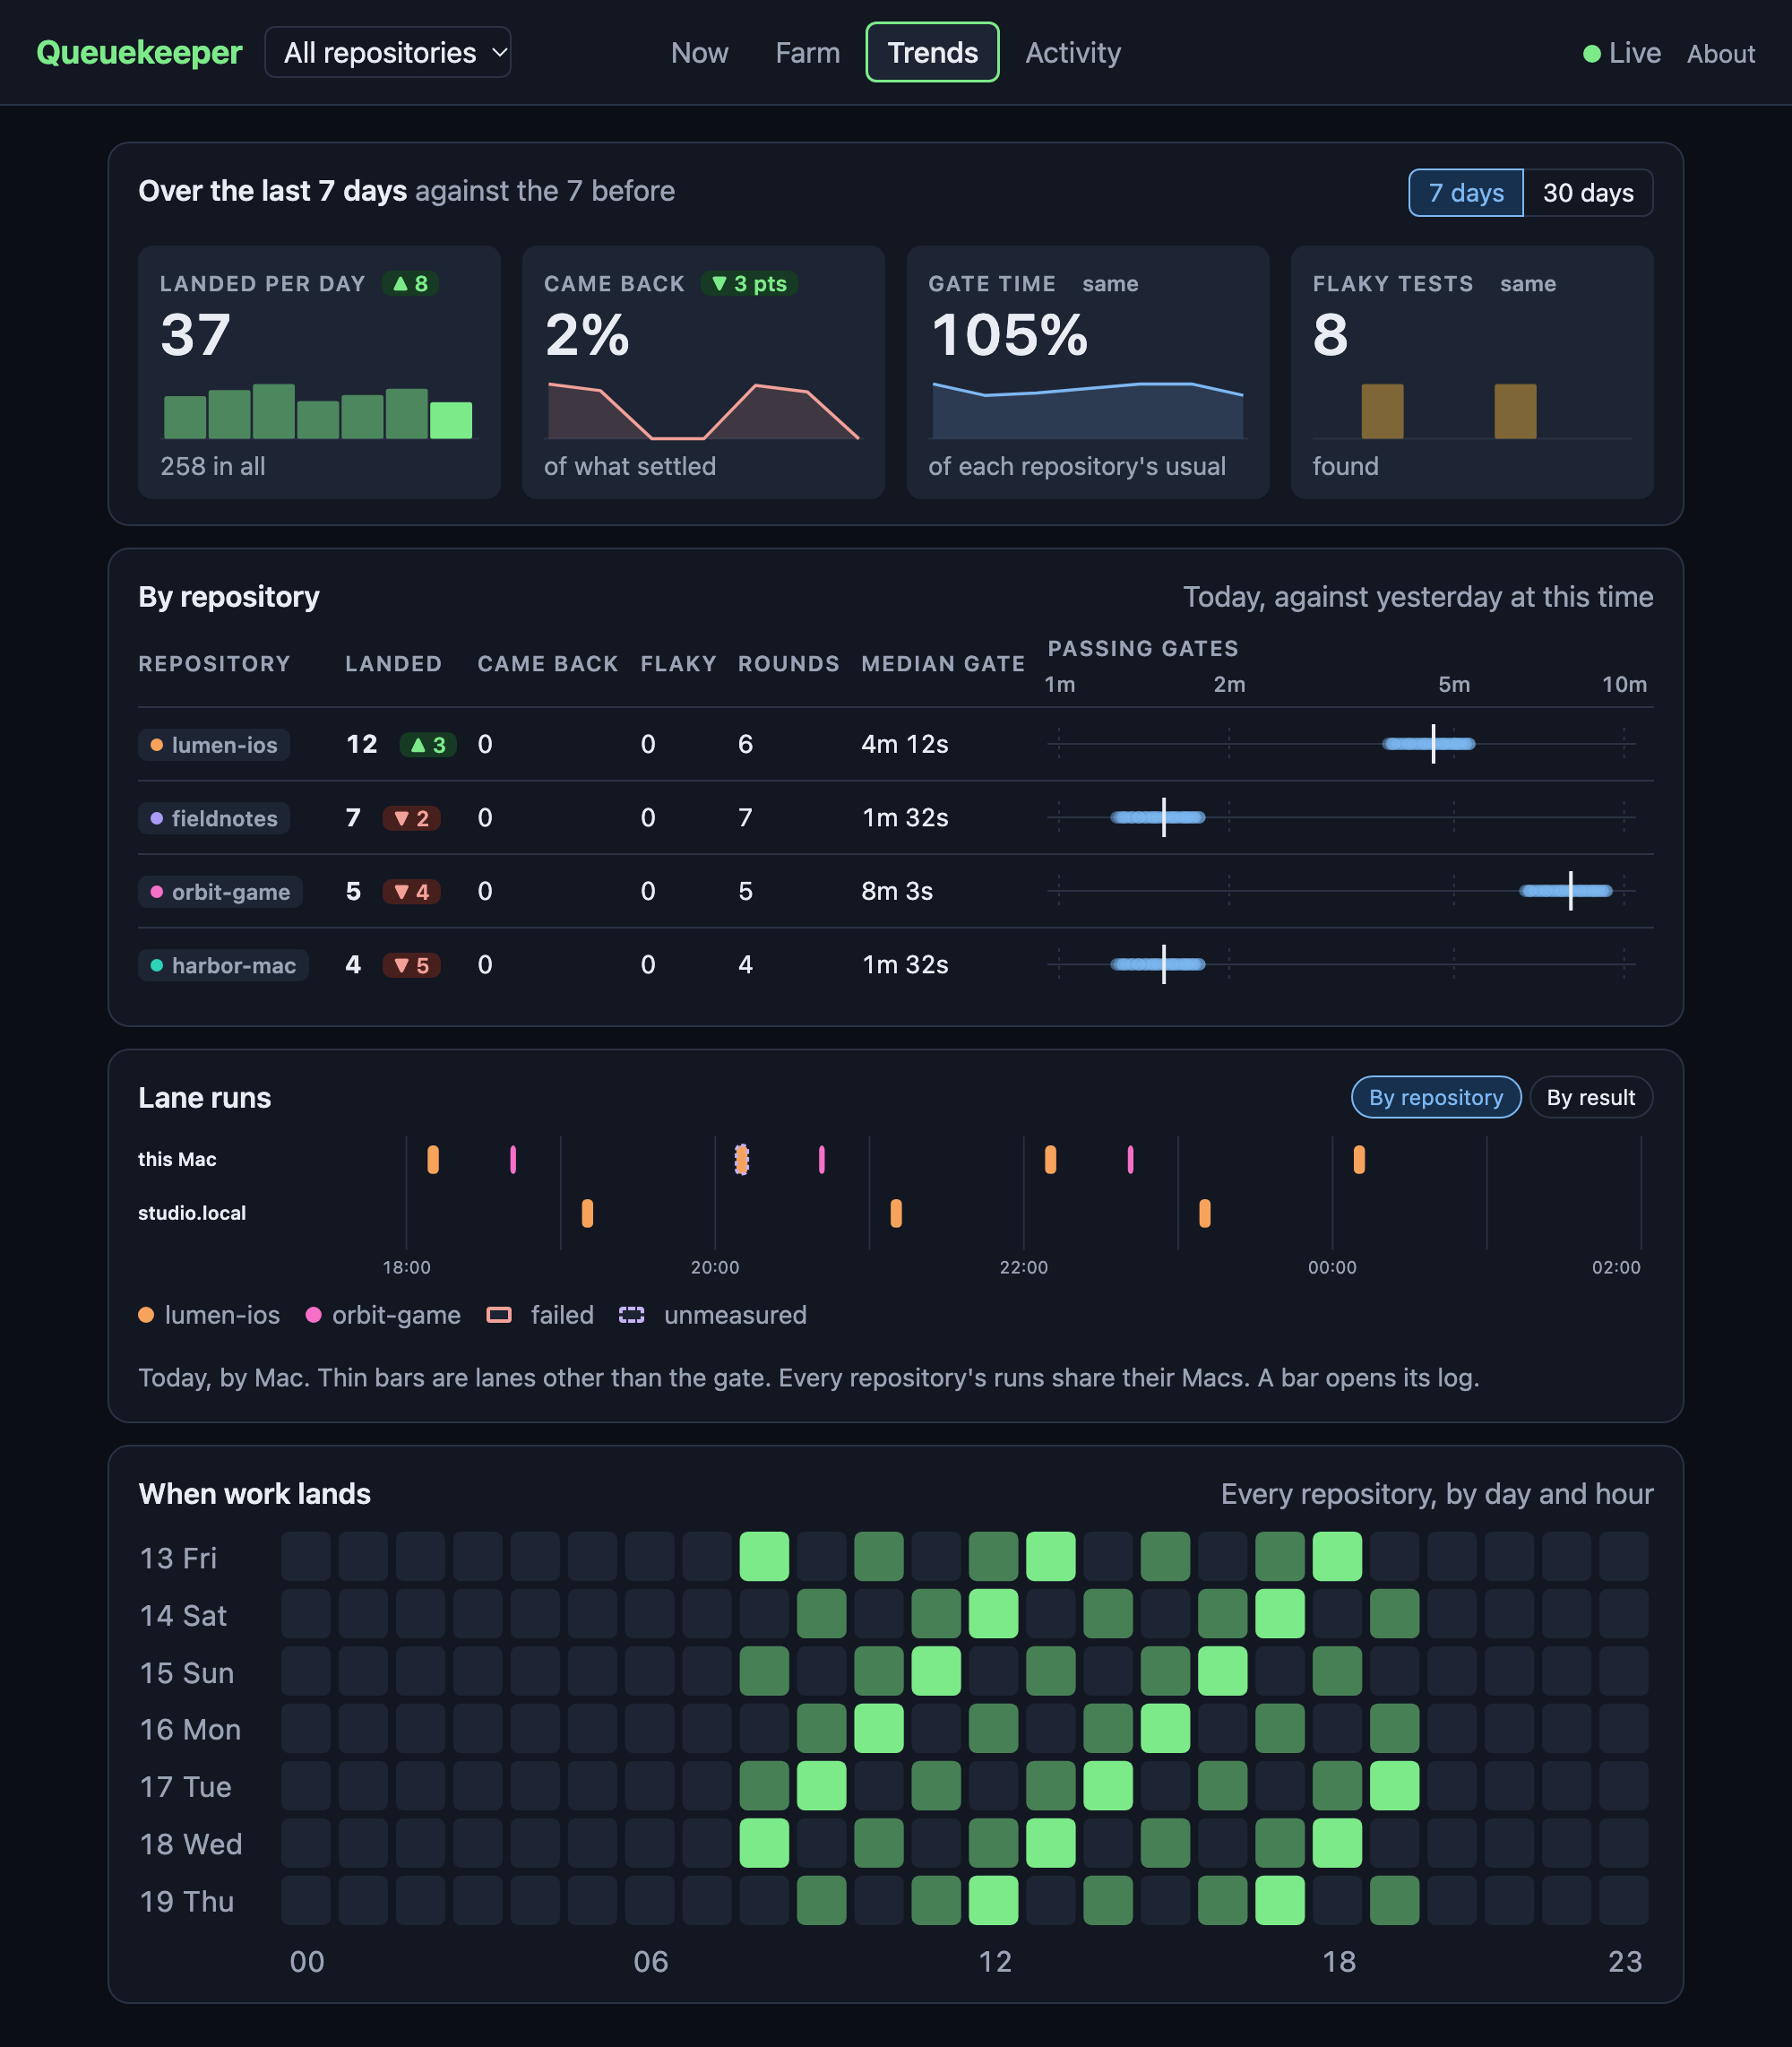 Queuekeeper All repositories Now Farm Trends Activity Live About
Over the last 7 days against the 7 before 7 days 30 days
LANDED PER DAY ▲ 8 CAME BACK ▼ 3 pts GATE TIME same FLAKY TESTS same
37 2% 105% 8
258 in all of what settled of each repository's usual found
By repository Today, against yesterday at this time
REPOSITORY LANDED CAME BACK FLAKY ROUNDS MEDIAN GATE PASSING GATES
1m 2m 5m 10m
lumen-ios 12 ▲ 3 0 0 6 4m 12s
fieldnotes 7 ▼ 2 0 0 7 1m 32s
orbit-game 5 ▼ 4 0 0 5 8m 3s
harbor-mac 4 ▼ 5 0 0 4 1m 32s
Lane runs By repository By result
this Mac
studio.local
18:00 20:00 22:00 00:00 02:00
lumen-ios orbit-game failed unmeasured
Today, by Mac. Thin bars are lanes other than the gate. Every repository's runs share their Macs. A bar opens its log.
When work lands Every repository, by day and hour
13 Fri
14 Sat
15 Sun
16 Mon
17 Tue
18 Wed
19 Thu
00 06 12 18 23